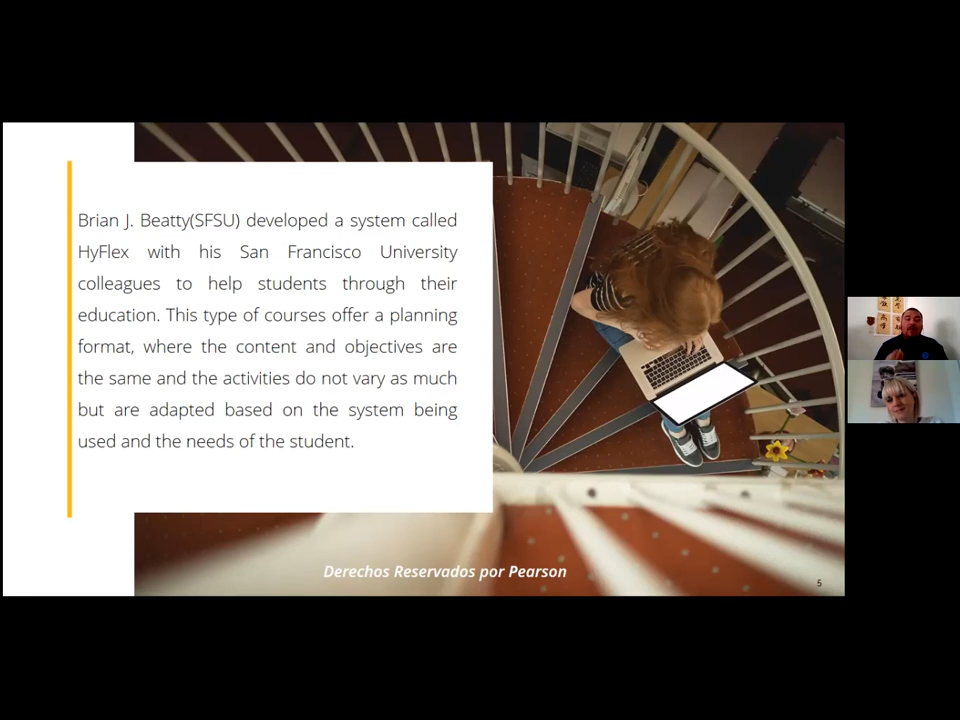 Brian J. Beatty(SFSU) developed a system called
HyFlex with his San Francisco University
colleagues to help students through their
education. This type of courses offer a planning
format, where the content and objectives are
the same and the activities do not vary as much
but are adapted based on the system being
used and the needs of the student.
Derechos Reservados por Pearson
5